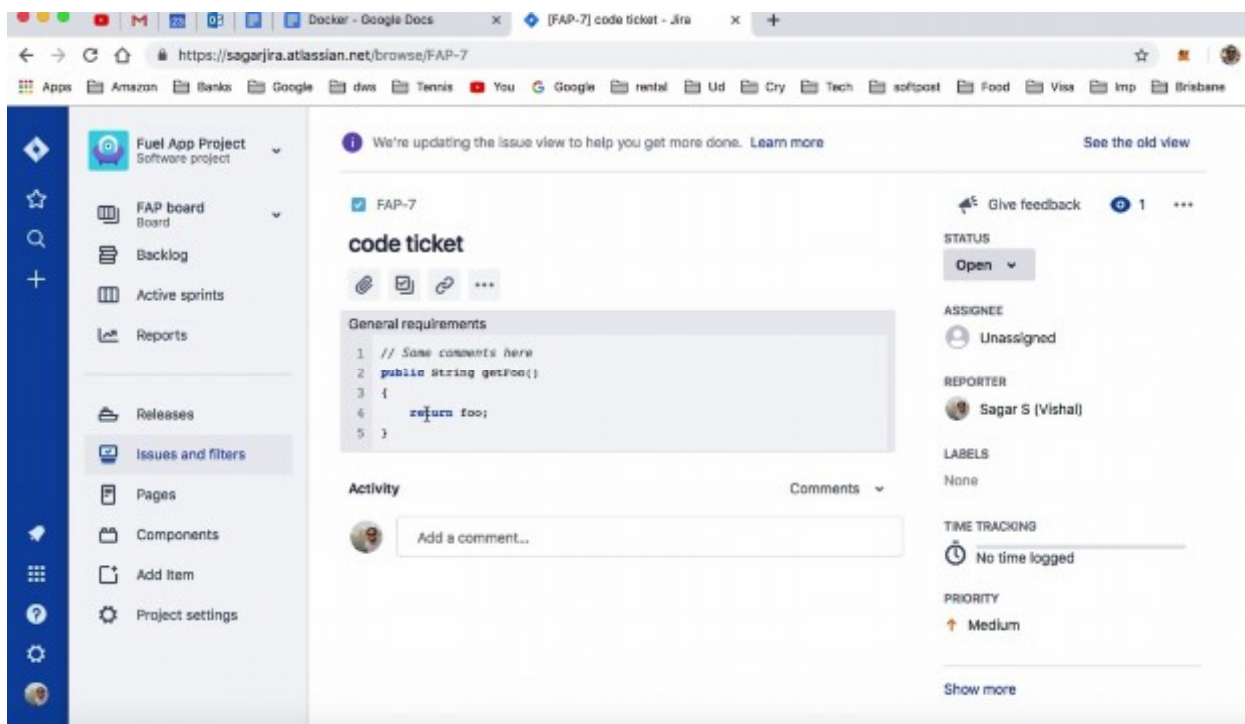 Docker - Google Docs
[FAP-7] code ticket - Jira
https://sagarjira.atlassian.net/browse/FAP-7
Apps Amazon Banks Google dws Tennis You Google rental Ud Cry Tech softpost Food Visa Imp Brisbane
Fuel App Project
Software project
FAP board
Board
Backlog
Active sprints
Reports
Releases
Issues and filters
Pages
Components
Add Item
Project settings
We're updating the issue view to help you get more done. Learn more
See the old view
FAP-7
code ticket
General requirements
1 // Some comments here
2 public String getFoo()
3 {
4 return foo;
5 }
Activity
Comments
Add a comment...
Give feedback
1
STATUS
Open
ASSIGNEE
Unassigned
REPORTER
Sagar S (Vishal)
LABELS
None
TIME TRACKING
No time logged
PRIORITY
Medium
Show more